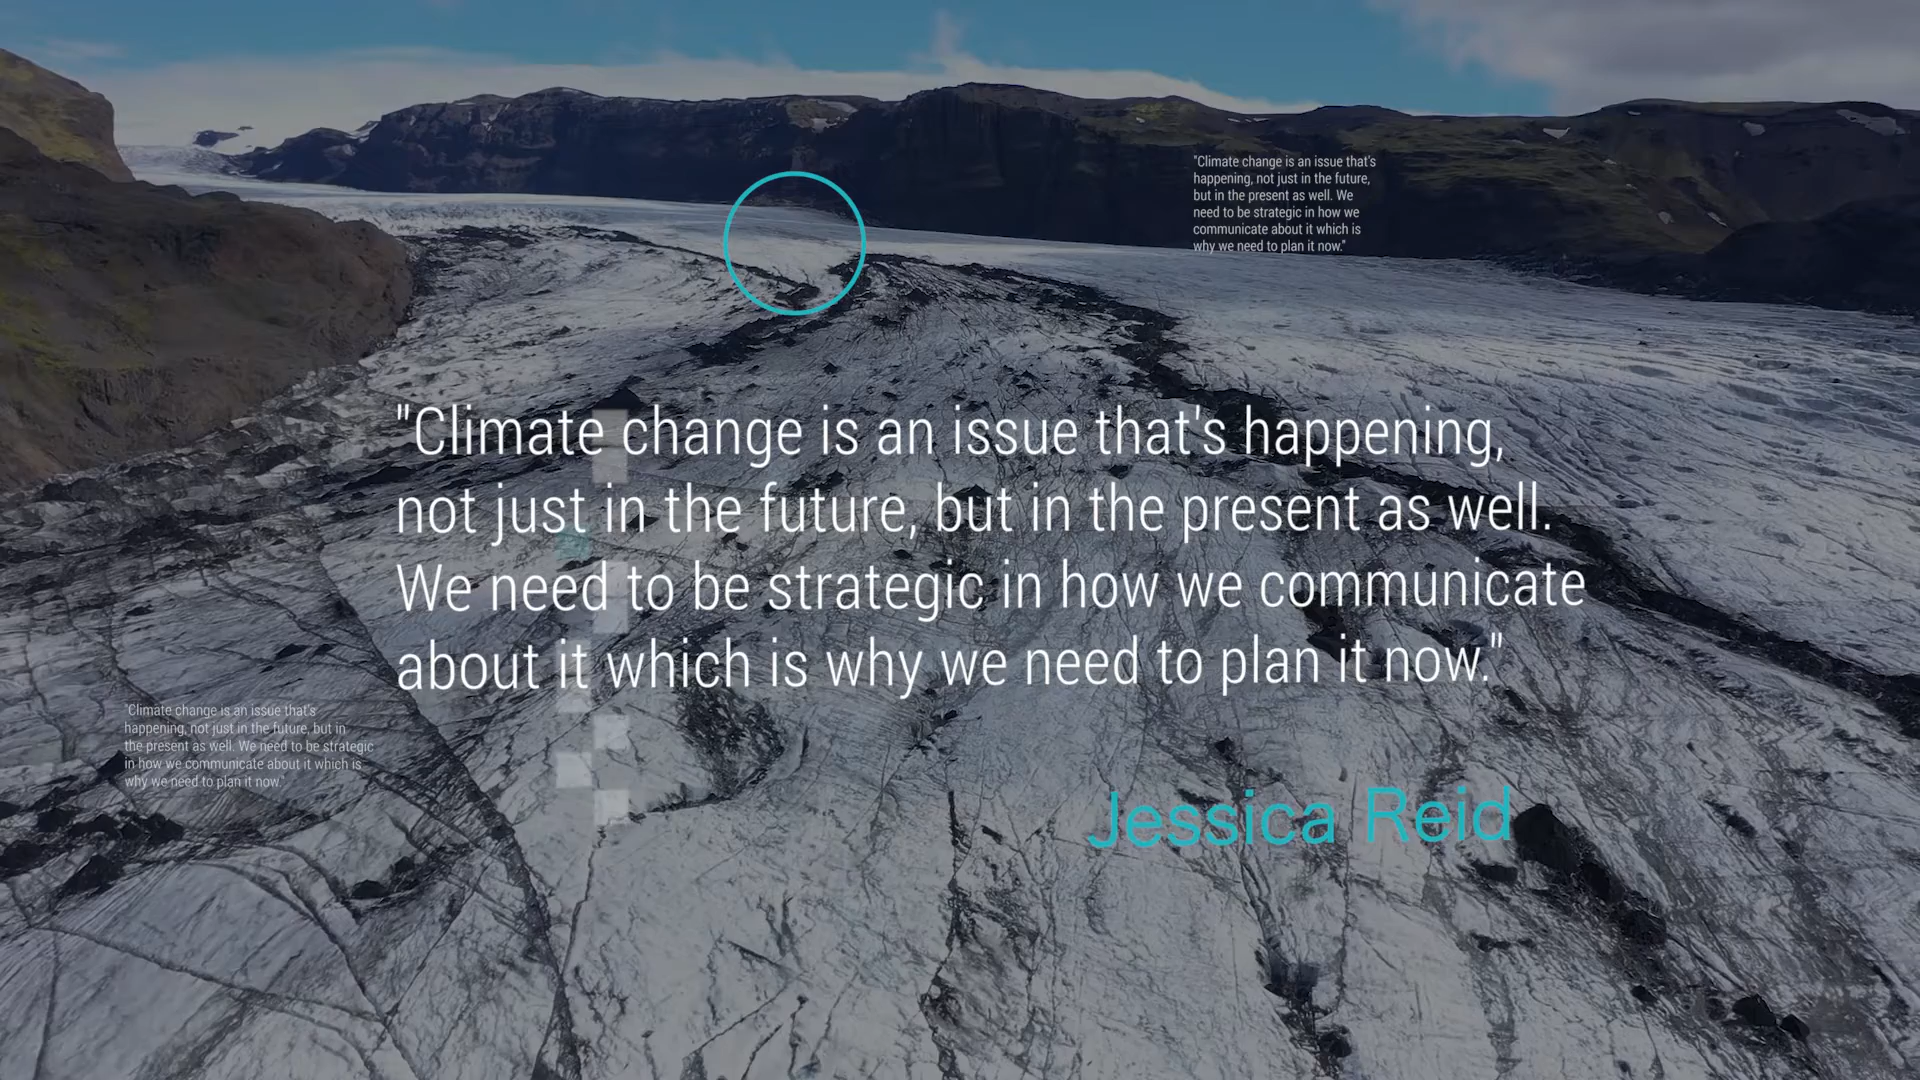 "Climate change is an issue that's
happening, not just in the future,
but in the present as well. We
need to be strategic in how we
communicate about it which is
why we need to plan it now."
"Climate change is an issue that's happening,
not just in the future, but in the present as well.
We need to be strategic in how we communicate
about it which is why we need to plan it now."
"Climate change is an issue that's
happening, not just in the future, but in
the present as well. We need to be strategic
in how we communicate about it which is
why we need to plan it now."
Jessica Reid